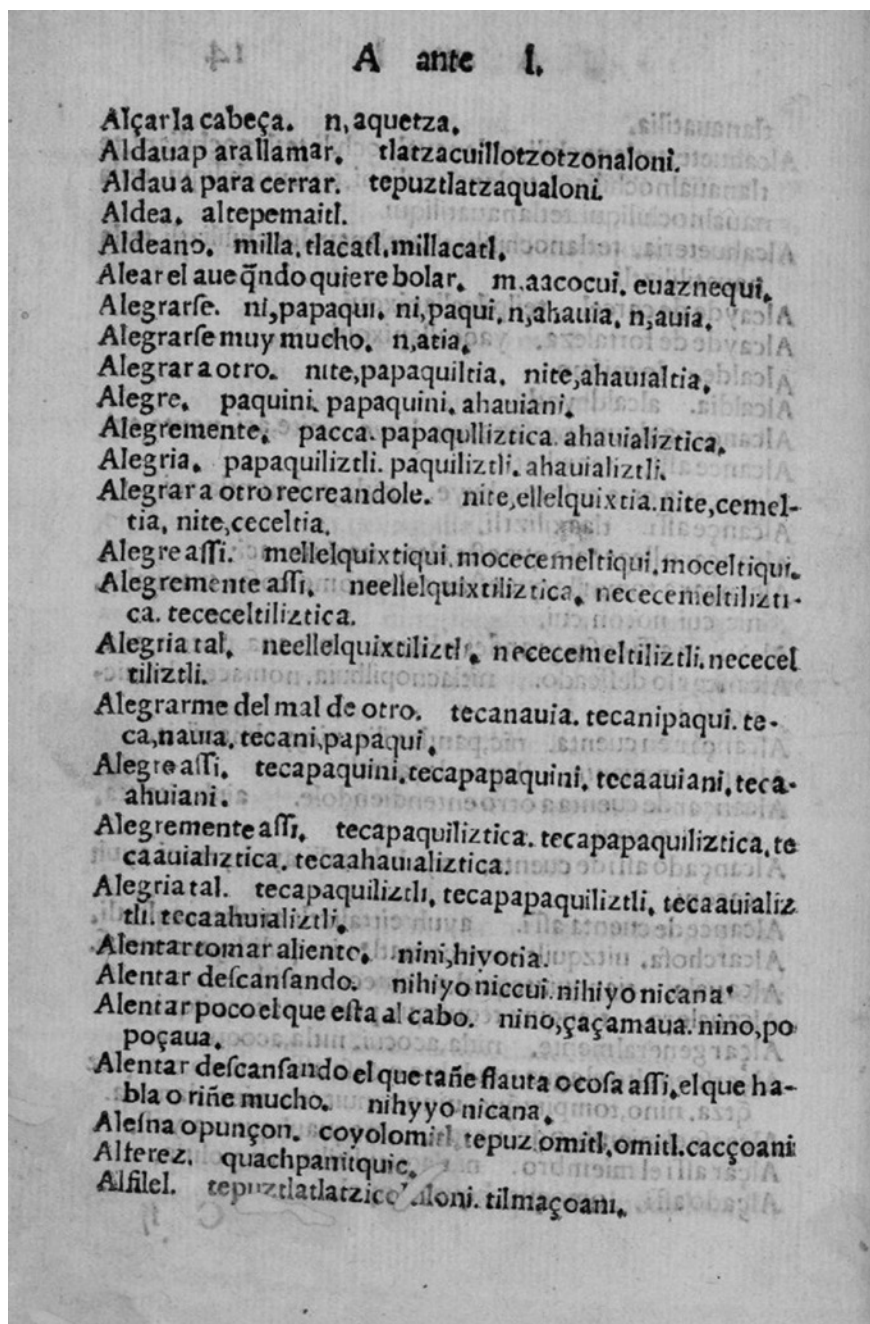 A ante l.
Alçar la cabeça. n, aquetza.
Aldaua p ara llamar. tlatzacuillotzotzonaloni.
Aldaua para cerrar. tepuztlatzaqualoni.
Aldea. altepemaitl.
Aldeano. milla, tlacatl. millacatl.
Alear el aue q̃ndo quiere bolar. m. aacocui. euaznequi.
Alegrarſe. ni, papaqui. ni, paqui. n, ahauia. n, auia.
Alegrarſe muy mucho. n, atia.
Alegrar a otro. nite, papaquiltia. nite, ahauialtia.
Alegre. paquini. papaquini. ahauiani.
Alegremente. pacca. papaqulliztica. ahauializtica.
Alegria. papaquiliztli. paquiliztli. ahauializtli.
Alegrar a otro recreandole. nite, ellelquixtia. nite, cemel-
tia, nite, ceceltia.
Alegre aſſi. mellelquixtiqui. mocecemeltiqui. moceltiqui.
Alegremente aſſi. neellelquixtiliztica. nececemeltilizti-
ca. tececeltiliztica.
Alegria tal. neellelquixtiliztli. nececemeltiliztli. nececel
tiliztli.
Alegrarme del mal de otro. tecanauia. tecanipaqui. te-
ca, nauia. tecani, papaqui.
Alegre aſſi. tecapaquini. tecapapaquini. tecaauiani. teca-
ahuiani.
Alegremente aſſi. tecapaquiliztica. tecapapaquiliztica. te
caauializtica. tecaahauializtica.
Alegria tal. tecapaquiliztli. tecapapaquiliztli. tecaauializ
tli. tecaahuializtli.
Alentar tomar aliento. nini, hiyotia.
Alentar deſcanſando. nihiyo niccui. nihiyo nicana'
Alentar poco el que eſta al cabo. nino, çaçamaua. nino, po
poçaua.
Alentar deſcanſando el que tañe flauta o coſa aſſi, el que ha-
bla o riñe mucho. nihyyo nicana.
Aleſna o punçon. coyolomitl tepuz omitl. omitl. cacçoani
Alferez. quachpanitquic.
Alfilel. tilmaçoani.